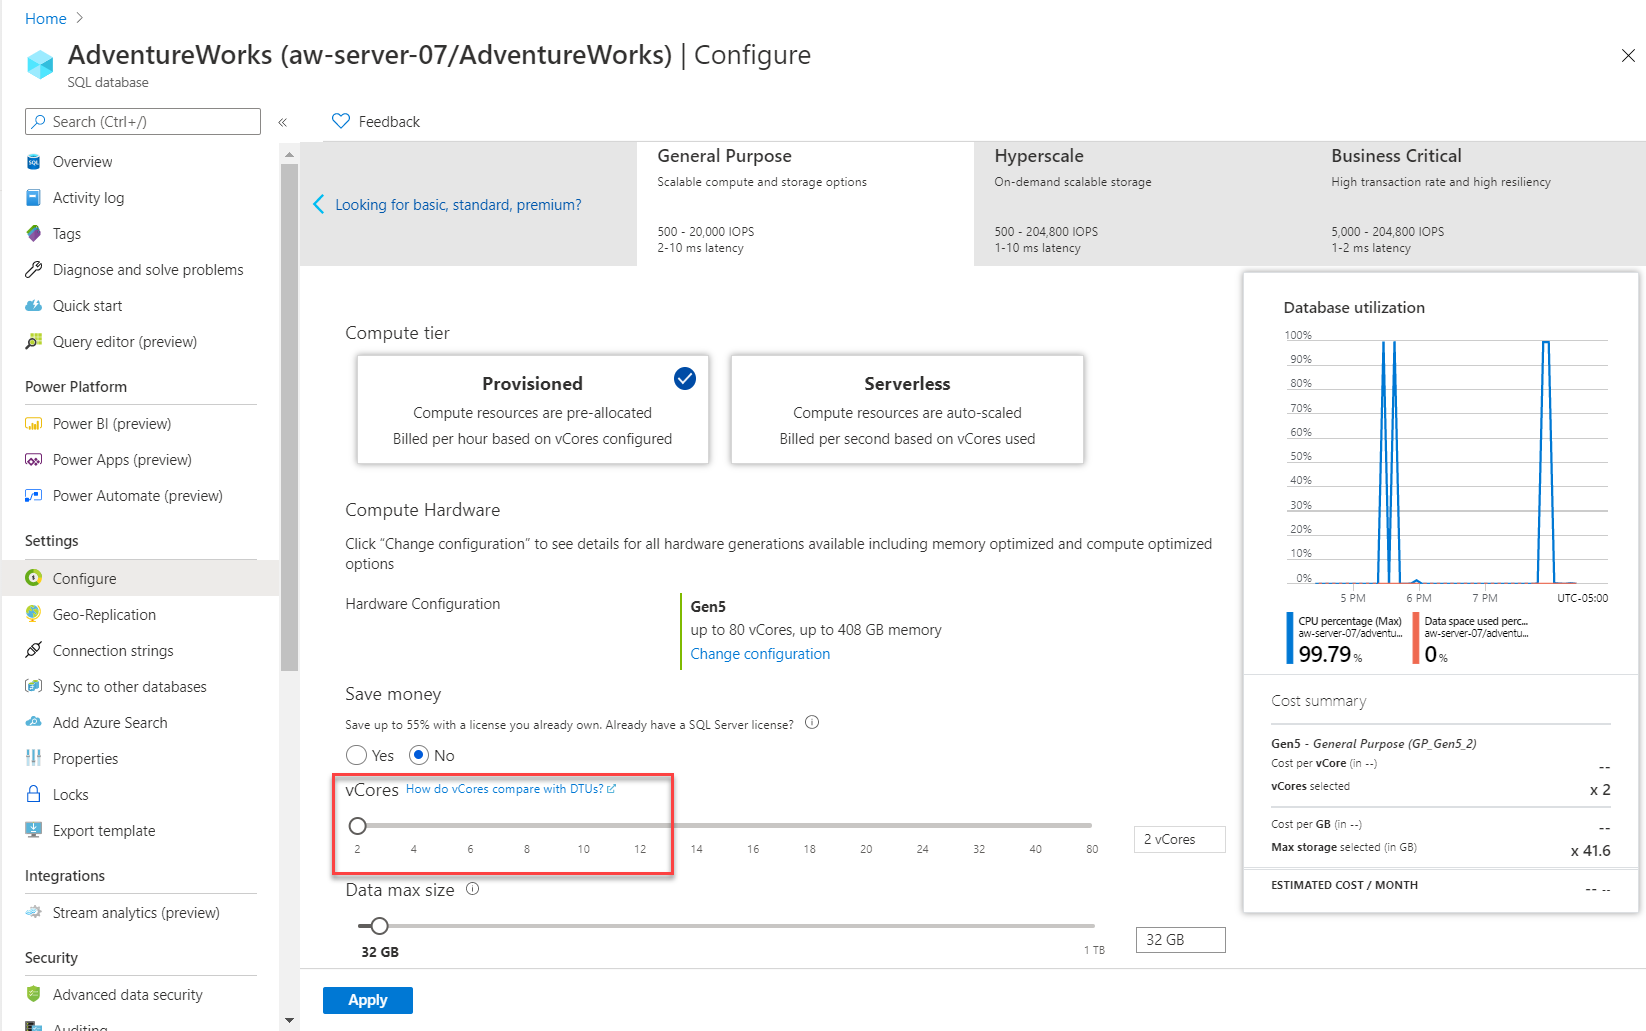 Home
AdventureWorks (aw-server-07/AdventureWorks) | Configure
SQL database
Search (Ctrl+/)
Overview
Activity log
Tags
Diagnose and solve problems
Quick start
Query editor (preview)
Power Platform
Power BI (preview)
Power Apps (preview)
Power Automate (preview)
Settings
Configure
Geo-Replication
Connection strings
Sync to other databases
Add Azure Search
Properties
Locks
Export template
Integrations
Stream analytics (preview)
Security
Advanced data security
Auditing
Feedback
Looking for basic, standard, premium?
General Purpose
Scalable compute and storage options
500 - 20,000 IOPS
2-10 ms latency
Hyperscale
On-demand scalable storage
500 - 204,800 IOPS
1-10 ms latency
Business Critical
High transaction rate and high resiliency
5,000 - 204,800 IOPS
1-2 ms latency
Compute tier
Provisioned
Compute resources are pre-allocated
Billed per hour based on vCores configured
Serverless
Compute resources are auto-scaled
Billed per second based on vCores used
Compute Hardware
Click “Change configuration” to see details for all hardware generations available including memory optimized and compute optimized
options
Hardware Configuration
Gen5
up to 80 vCores, up to 408 GB memory
Change configuration
Save money
Save up to 55% with a license you already own. Already have a SQL Server license?
Yes No
vCores How do vCores compare with DTUs?
2 4 6 8 10 12 14 16 18 20 24 32 40 80
2 vCores
Data max size
32 GB
1 TB
32 GB
Apply
Database utilization
100%
90%
80%
70%
60%
50%
40%
30%
20%
10%
0%
5 PM 6 PM 7 PM UTC-05:00
CPU percentage (Max)
aw-server-07/adventu...
99.79 %
Data space used perc...
aw-server-07/adventu...
0 %
Cost summary
Gen5 - General Purpose (GP_Gen5_2)
Cost per vCore (in --) --
vCores selected x 2
Cost per GB (in --) --
Max storage selected (in GB) x 41.6
ESTIMATED COST / MONTH -- --